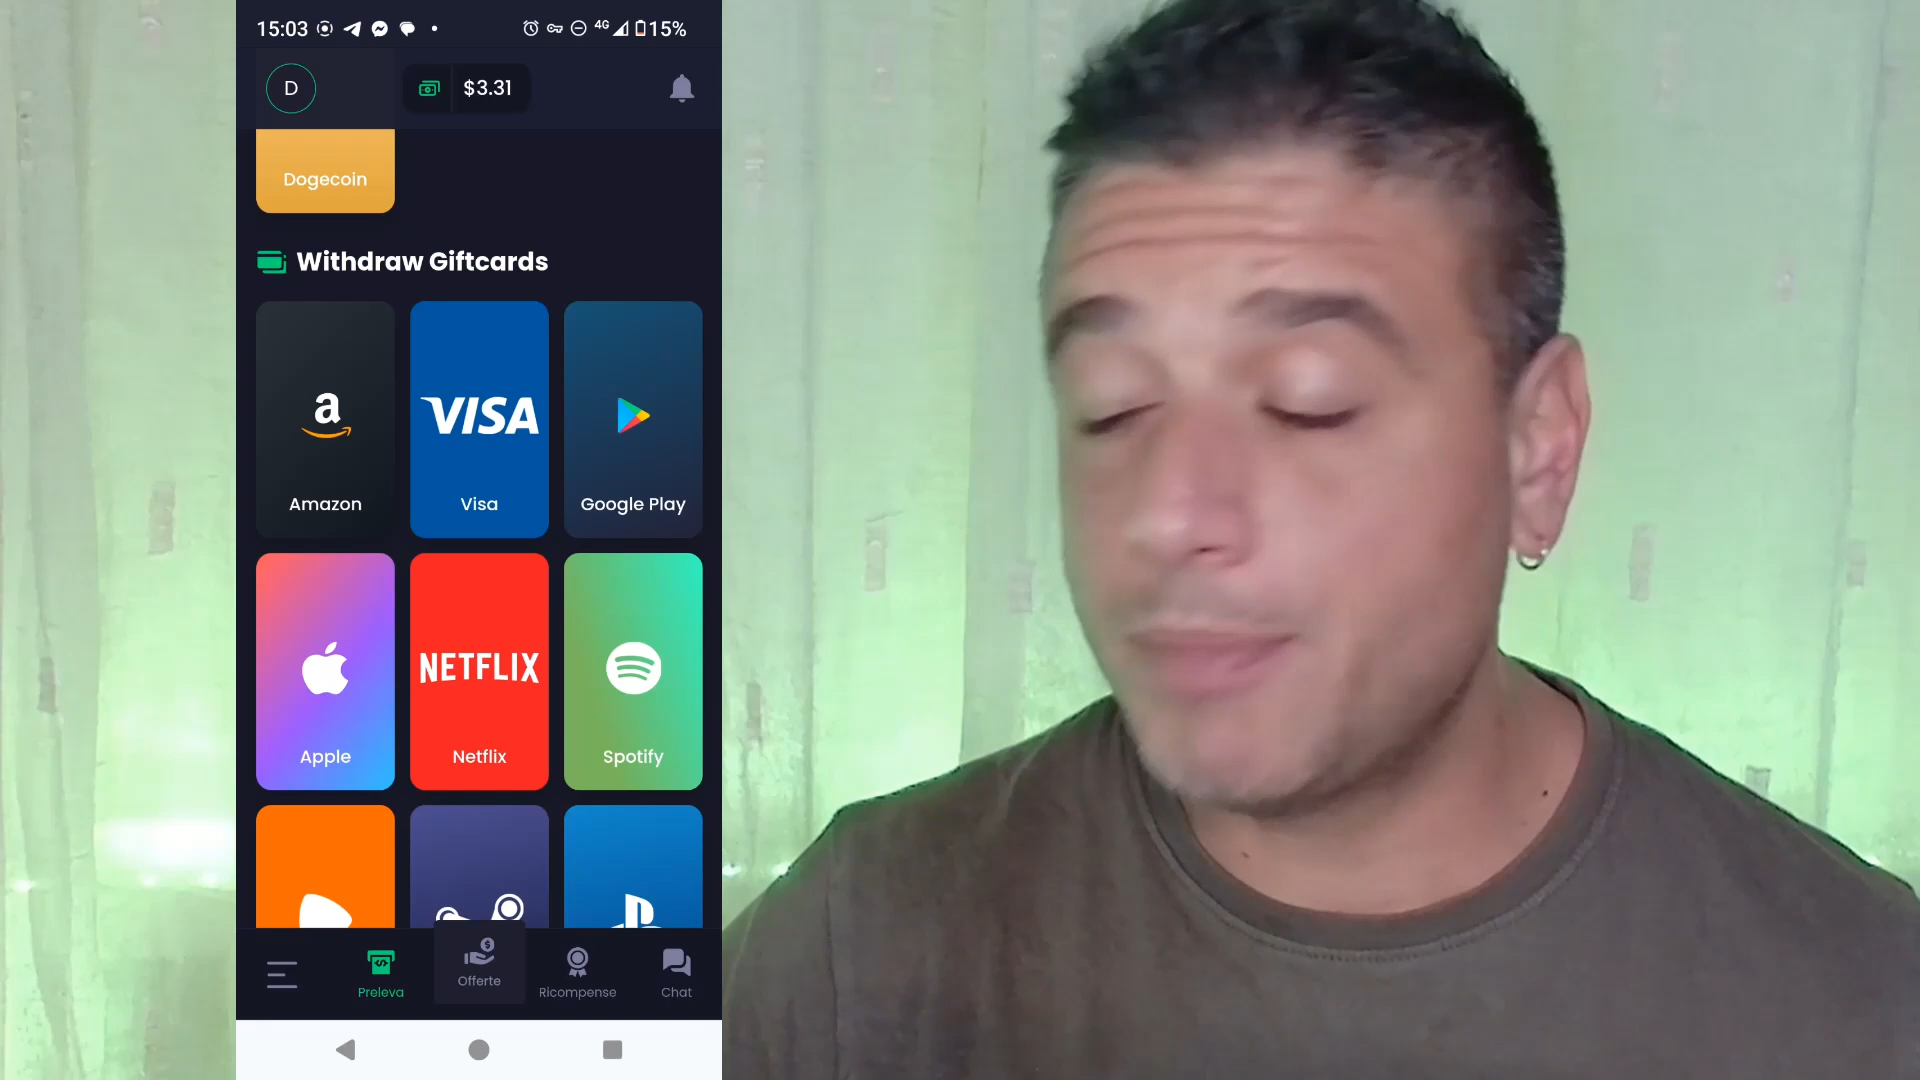 15:03 4G 15%
D $3.31
Dogecoin
Withdraw Giftcards
a VISA
Amazon Visa Google Play
NETFLIX
Apple Netflix Spotify
Preleva Offerte Ricompense Chat